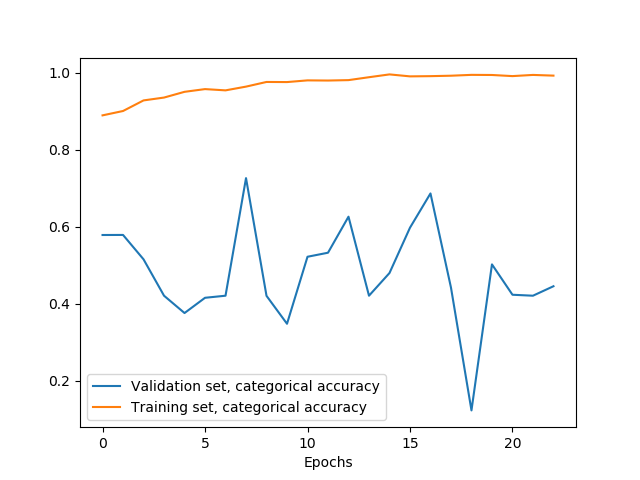 1.0
0.8
0.6
0.4
0.2
Validation set, categorical accuracy
Training set, categorical accuracy
0 5 10 15 20
Epochs